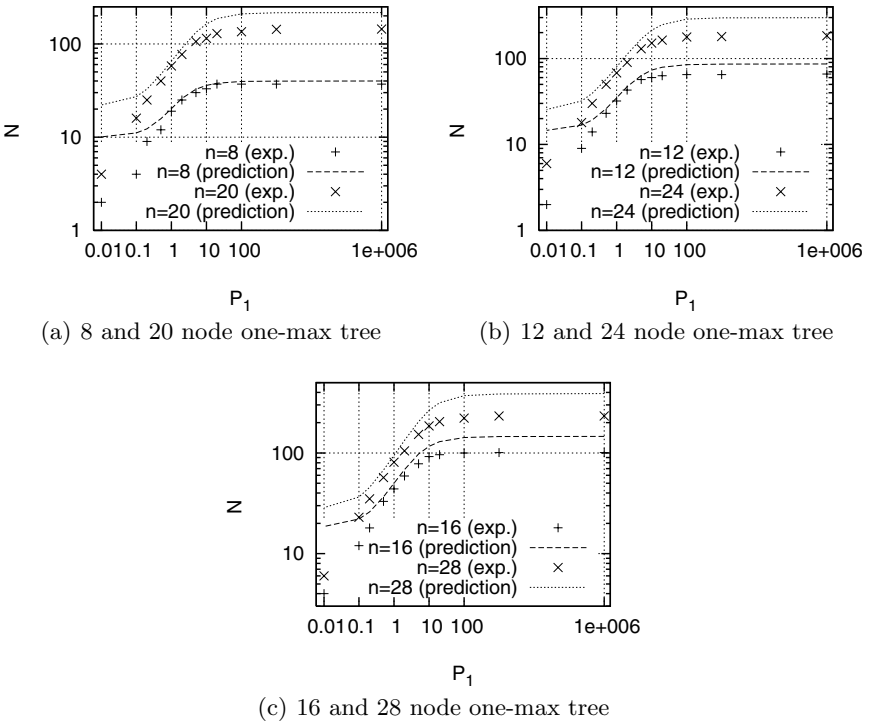 100
10
1
N
n=8 (exp.)
n=8 (prediction)
n=20 (exp.)
n=20 (prediction)
0.01 0.1 1 10 100 1e+006
P1
(a) 8 and 20 node one-max tree
100
10
1
N
n=12 (exp.)
n=12 (prediction)
n=24 (exp.)
n=24 (prediction)
0.01 0.1 1 10 100 1e+006
P1
(b) 12 and 24 node one-max tree
100
10
N
n=16 (exp.)
n=16 (prediction)
n=28 (exp.)
n=28 (prediction)
0.01 0.1 1 10 100 1e+006
P1
(c) 16 and 28 node one-max tree